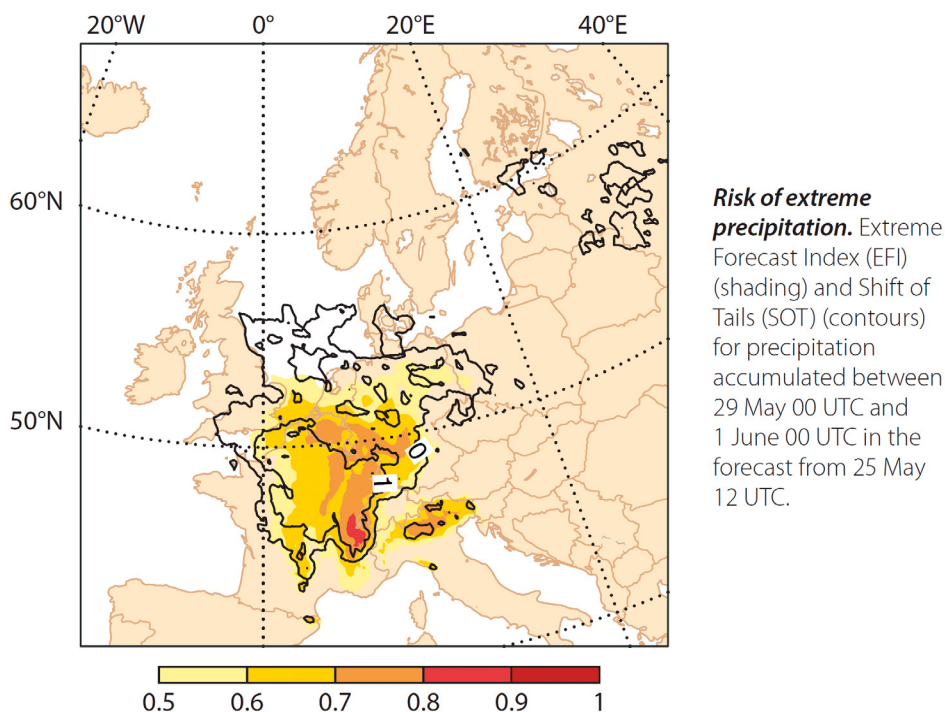 20°W 0° 20°E 40°E
60°N
50°N
0
1
0.5 0.6 0.7 0.8 0.9 1
Risk of extreme
precipitation. Extreme
Forecast Index (EFI)
(shading) and Shift of
Tails (SOT) (contours)
for precipitation
accumulated between
29 May 00 UTC and
1 June 00 UTC in the
forecast from 25 May
12 UTC.